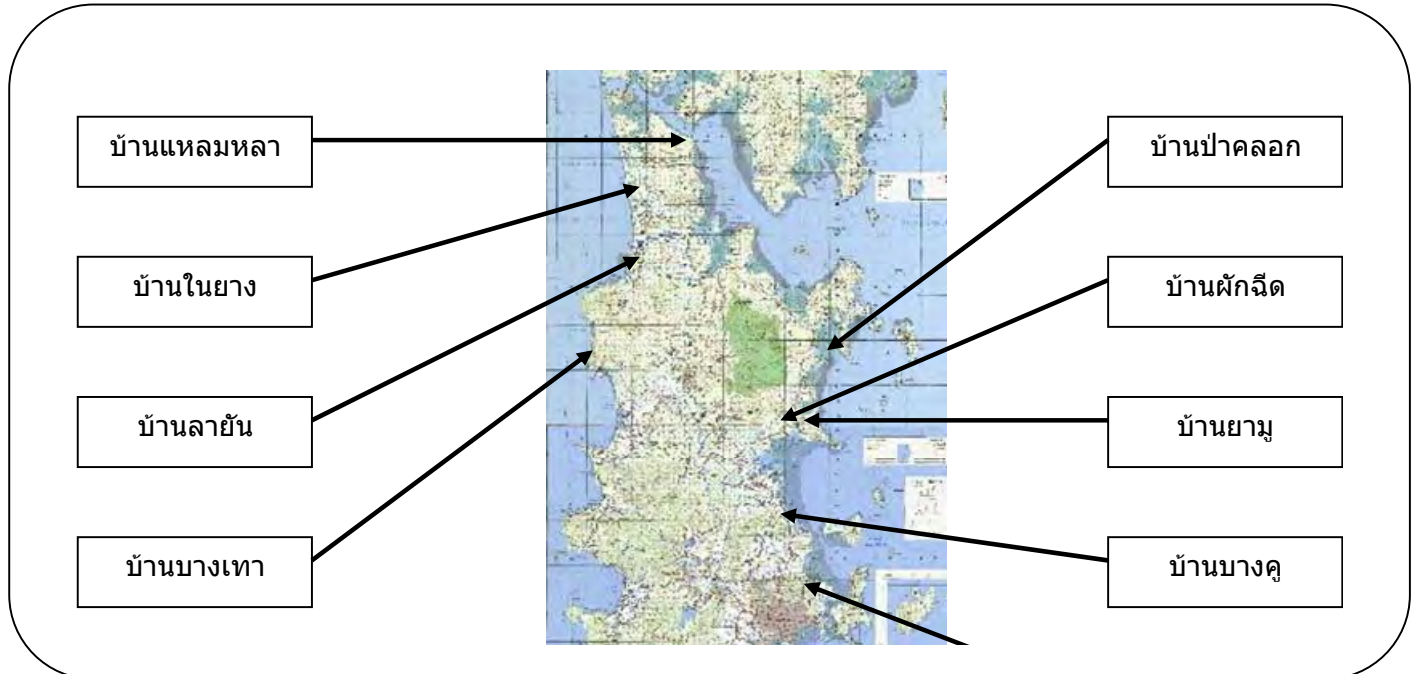 บ้านแหลมหลา
บ้านในยาง
บ้านลายัน
บ้านบางเทา
บ้านป่าคลอก
บ้านผักฉีด
บ้านยามู
บ้านบางคู